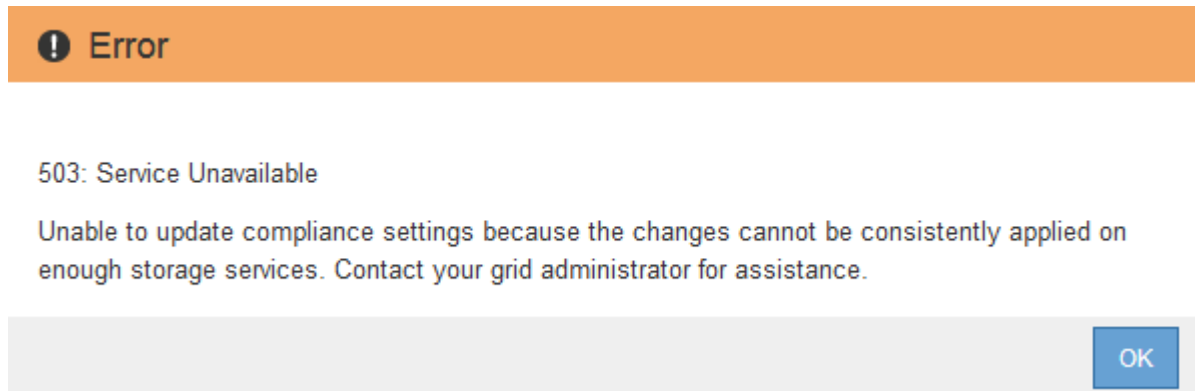 Error
503: Service Unavailable
Unable to update compliance settings because the changes cannot be consistently applied on
enough storage services. Contact your grid administrator for assistance.
OK